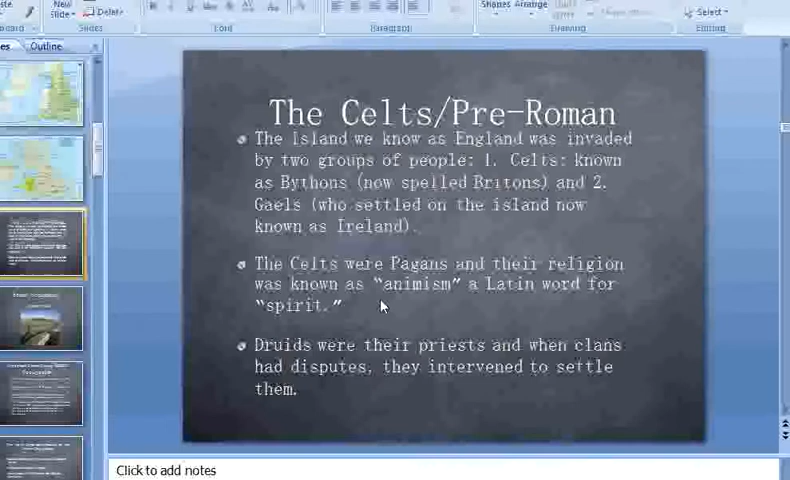 New
Slide
Delete
Shapes Arrange
Select
Font
Paragraph
Drawing
Editing
Outline
The Celts/Pre-Roman
The Island we know as England was invaded
by two groups of people: 1. Celts: known
as Bythons (now spelled Britons) and 2.
Gaels (who settled on the island now
known as Ireland).
The Celts were Pagans and their religion
was known as “animism” a Latin word for
“spirit.”
Druids were their priests and when clans
had disputes, they intervened to settle
them.
Click to add notes